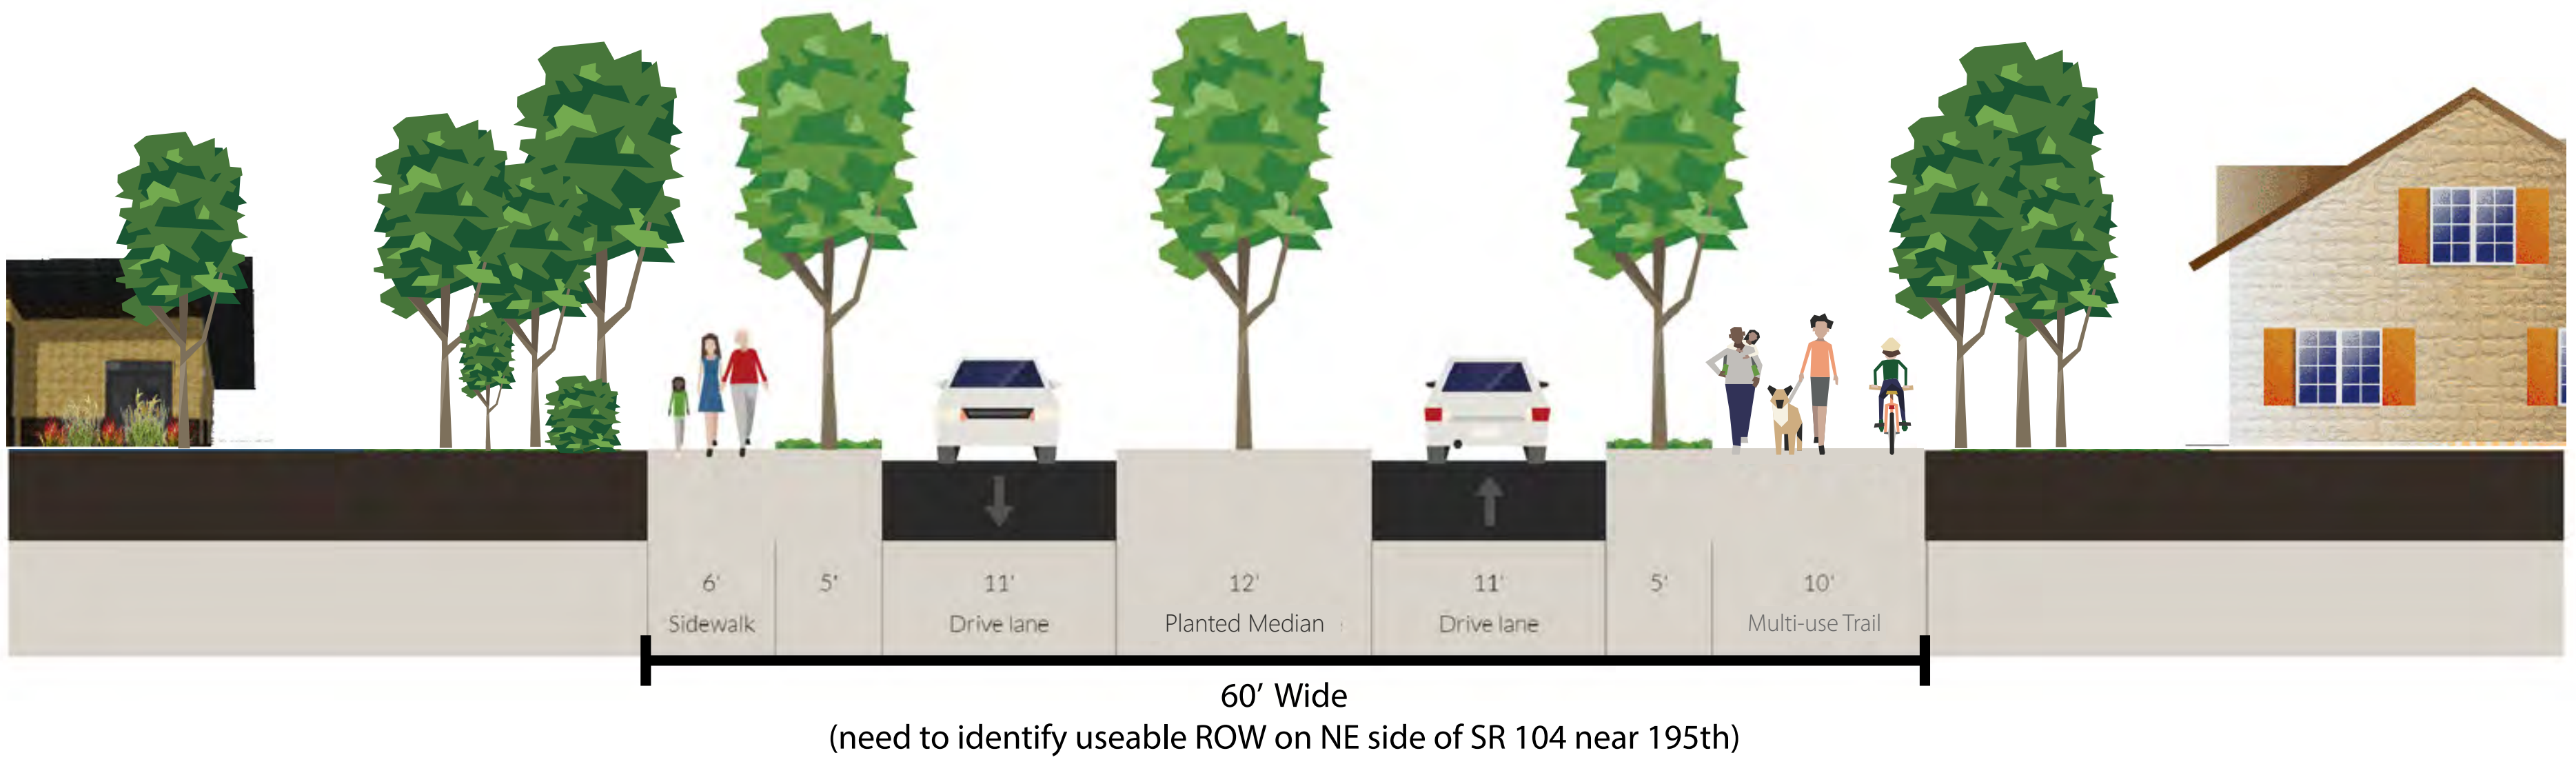 6'
5'
11'
12'
11'
5'
10'
Sidewalk
Drive lane
Planted Median
Drive lane
Multi-use Trail
60’ Wide
(need to identify useable ROW on NE side of SR 104 near 195th)